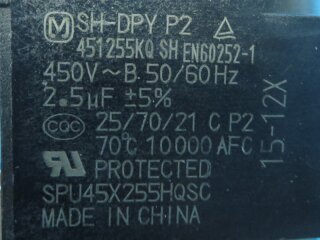 M SH-DPY P2
451255KQ SH EN60252-1
450V~B 50/60Hz
2.5μF ±5%
CQC 25/70/21 C P2
70℃ 10000 AFC
PROTECTED
SPU45X255HQSC
MADE IN CHINA
15-12X